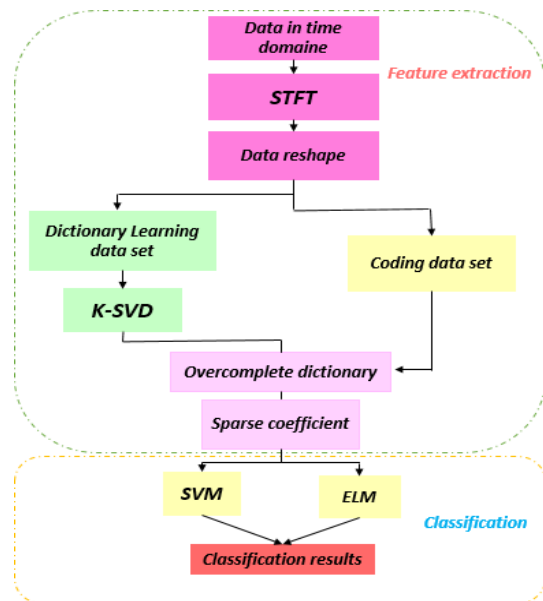 Data in time
domaine
Feature extraction
STFT
Data reshape
Dictionary Learning
data set
Coding data set
K-SVD
Overcomplete dictionary
Sparse coefficient
SVM
ELM
Classification
Classification results